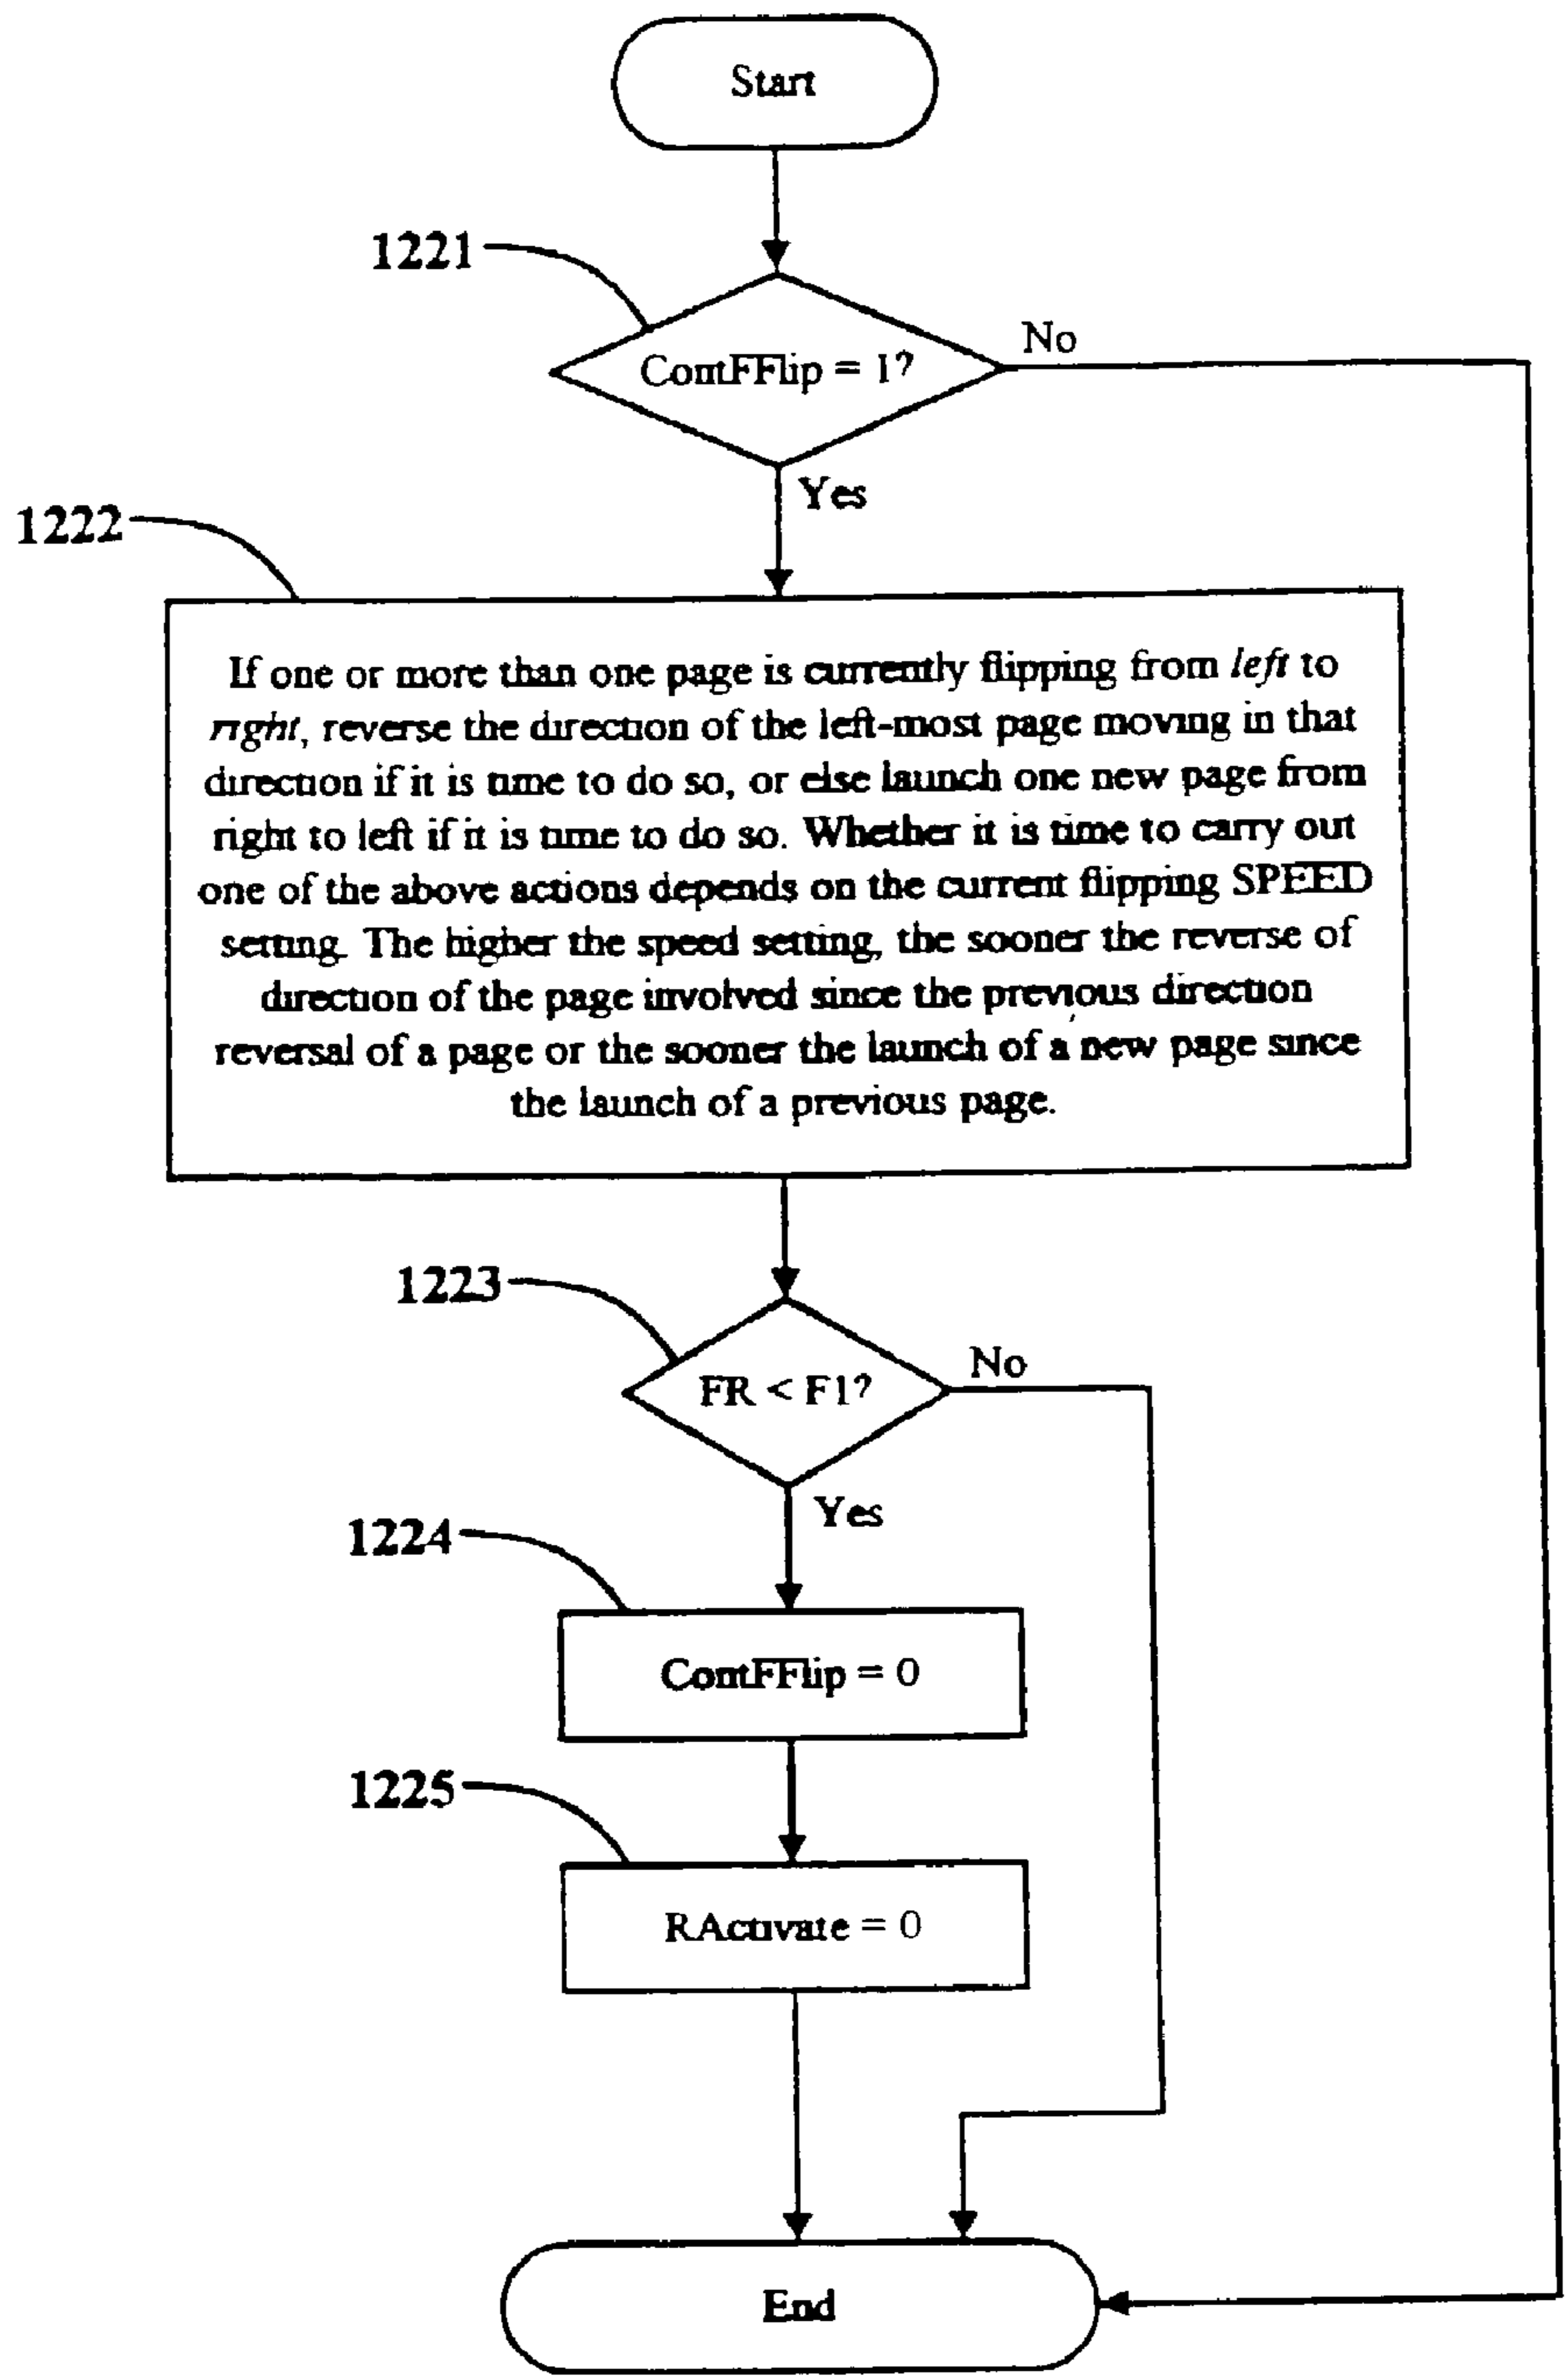 Start
1221
ContFFlip = 1?
No
Yes
1222
If one or more than one page is currently flipping from left to
right, reverse the direction of the left-most page moving in that
direction if it is time to do so, or else launch one new page from
right to left if it is time to do so. Whether it is time to carry out
one of the above actions depends on the current flipping SPEED
setting. The higher the speed setting, the sooner the reverse of
direction of the page involved since the previous direction
reversal of a page or the sooner the launch of a new page since
the launch of a previous page.
1223
FR < F1?
No
Yes
1224
ContFFlip = 0
1225
RActivate = 0
End